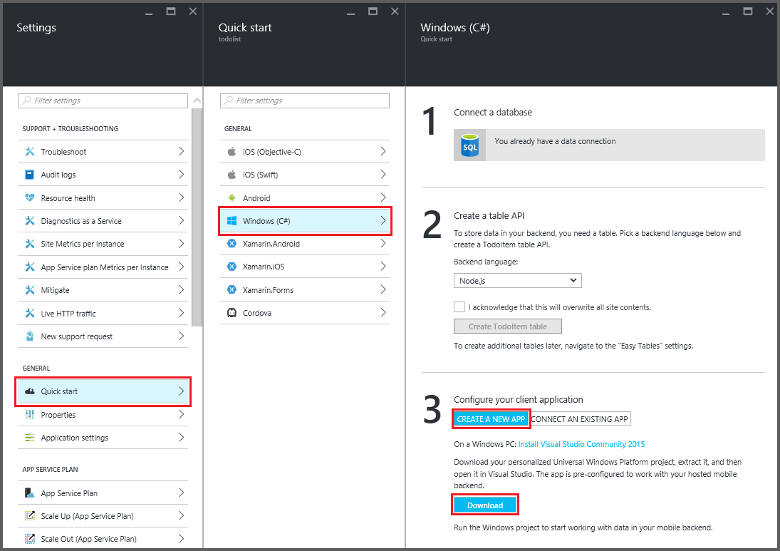 Settings
Filter settings
SUPPORT + TROUBLESHOOTING
Troubleshoot
Audit logs
Resource health
Diagnostics as a Service
Site Metrics per Instance
App Service plan Metrics per Instance
Mitigate
Live HTTP traffic
New support request
GENERAL
Quick start
Properties
Application settings
APP SERVICE PLAN
App Service Plan
Scale Up (App Service Plan)
Scale Out (App Service Plan)
Quick start
todolist
Filter settings
GENERAL
iOS (Objective-C)
iOS (Swift)
Android
Windows (C#)
Xamarin.Android
Xamarin.iOS
Xamarin.Forms
Cordova
Windows (C#)
Quick start
1
Connect a database
SQL
You already have a data connection
2
Create a table API
To store data in your backend, you need a table. Pick a backend language below and
create a TodoItem table API.
Backend language:
Node.js
I acknowledge that this will overwrite all site contents.
Create TodoItem table
To create additional tables later, navigate to the "Easy Tables" settings.
3
Configure your client application
CREATE A NEW APP CONNECT AN EXISTING APP
On a Windows PC: Install Visual Studio Community 2015
Download your personalized Universal Windows Platform project, extract it, and then
open it in Visual Studio. The app is pre-configured to work with your hosted mobile
backend.
Download
Run the Windows project to start working with data in your mobile backend.